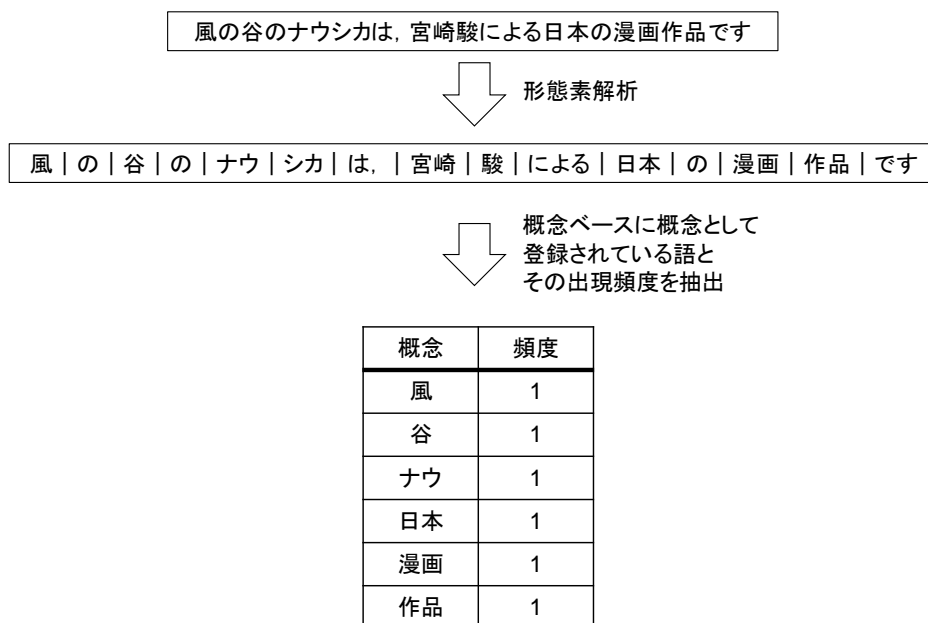 風の谷のナウシカは, 宮崎駿による日本の漫画作品です
形態素解析
風 | の | 谷 | の | ナウ | シカ | は, | 宮崎 | 駿 | による | 日本 | の | 漫画 | 作品 | です
概念ベースに概念として
登録されている語と
その出現頻度を抽出
概念 頻度
風 1
谷 1
ナウ 1
日本 1
漫画 1
作品 1